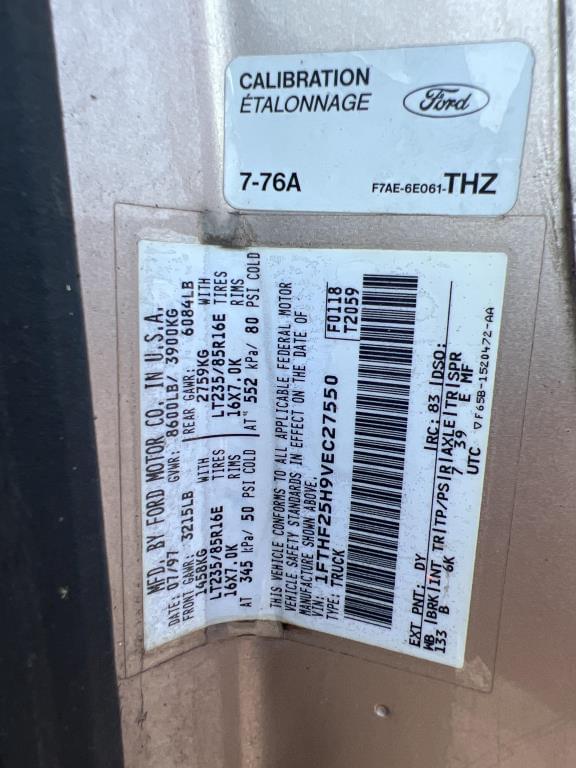 CALIBRATION
ÉTALONNAGE
Ford
7-76A F7AE-6E061-THZ
MFD. BY FORD MOTOR CO. IN U.S.A.
DATE: 07/97 GVWR: 8600LB/ 3900KG
FRONT GAWR: 3215LB REAR GAWR: 6084LB
1458KG WITH 2759KG WITH
LT235/85R16E TIRES LT235/85R16E TIRES
16X7.0K RIMS 16X7.0K RIMS
AT 345 kPa/ 50 PSI COLD AT 552 kPa/ 80 PSI COLD
THIS VEHICLE CONFORMS TO ALL APPLICABLE FEDERAL MOTOR
VEHICLE SAFETY STANDARDS IN EFFECT ON THE DATE OF
MANUFACTURE SHOWN ABOVE.
VIN: 1FTHF25H9VEC27550
TYPE: TRUCK
F0118
T2059
EXT PNT: DY RC: 83 DSO:
WB BRK INT TR TP/PS R AXLE TR SPR
133 B 6K 7 39 E MF
UTC ▽F65B-1520472-AA